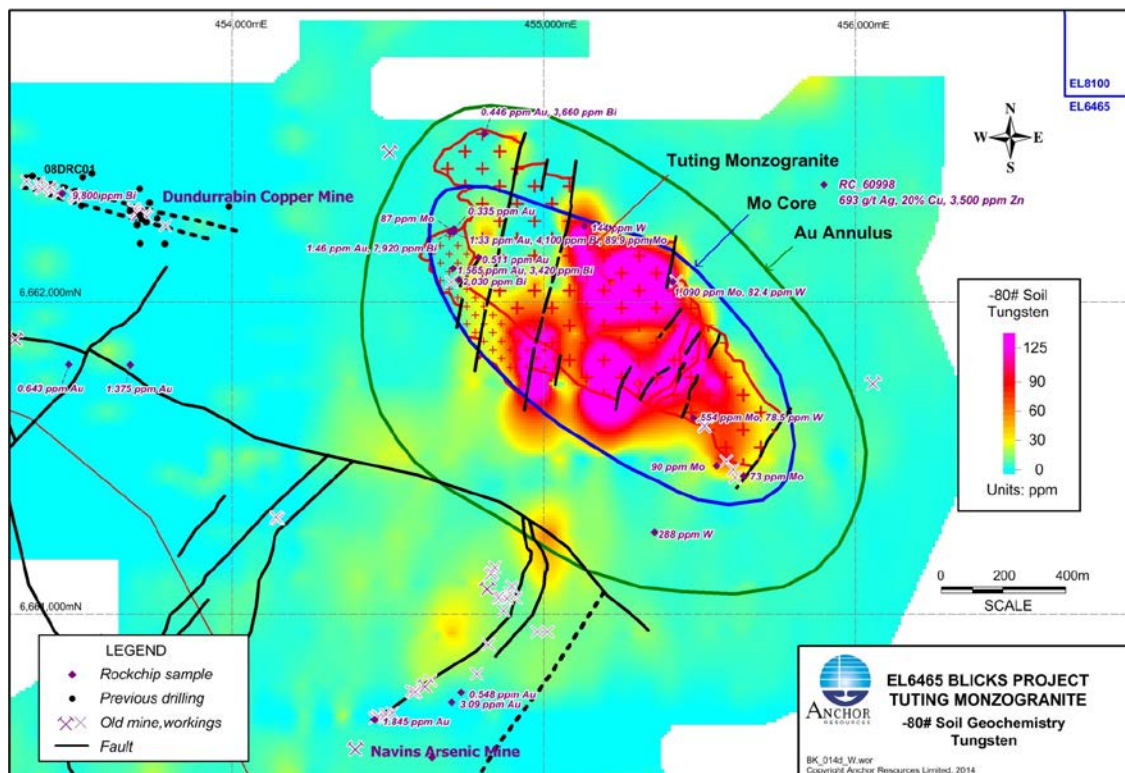 454,000mE
455,000mE
456,000mE
EL8100
EL6465
N
W E
S
0.446 ppm Au, 3,660 ppm Bi
Tuting Monzogranite
08DRC01
9,800 ppm Bi
Dundurrabin Copper Mine
RC_60998
693 g/t Ag, 20% Cu, 3,500 ppm Zn
Mo Core
87 ppm Mo
0.335 ppm Au
144 ppm W
Au Annulus
1.33 ppm Au, 4,100 ppm Bi, 89.9 ppm Mo
1.46 ppm Au, 7,920 ppm Bi
0.511 ppm Au
1.565 ppm Au, 3,420 ppm Bi
2,030 ppm Bi
1,090 ppm Mo, 82.4 ppm W
6,662,000mN
-80# Soil
Tungsten
125
90
60
30
0
Units: ppm
0.643 ppm Au
1.375 ppm Au
554 ppm Mo, 78.5 ppm W
90 ppm Mo
73 ppm Mo
288 ppm W
0 200 400m
SCALE
6,661,000mN
LEGEND
Rockchip sample
Previous drilling
Old mine,workings
Fault
0.548 ppm Au
3.09 ppm Au
1.845 ppm Au
Navins Arsenic Mine
ANCHOR
RESOURCES
EL6465 BLICKS PROJECT
TUTING MONZOGRANITE
-80# Soil Geochemistry
Tungsten
BK_014d_W.wor
Copyright Anchor Resources Limited, 2014